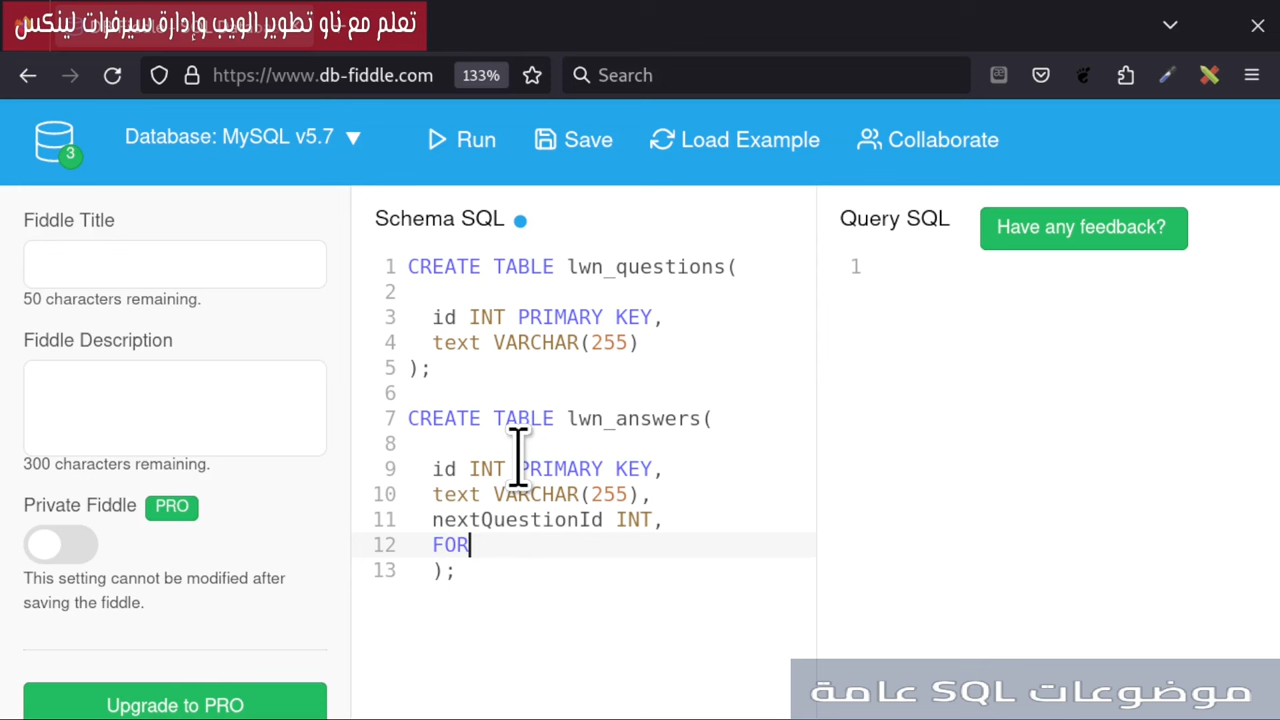 تعلم مع ناو تطوير الويب وإدارة سيرفرات لينكس
https://www.db-fiddle.com
133%
Search
3
Database: MySQL v5.7 ▼
Run
Save
Load Example
Collaborate
Fiddle Title
50 characters remaining.
Fiddle Description
300 characters remaining.
Private Fiddle PRO
This setting cannot be modified after
saving the fiddle.
Upgrade to PRO
Schema SQL
1 CREATE TABLE lwn_questions(
2
3 id INT PRIMARY KEY,
4 text VARCHAR(255)
5 );
6
7 CREATE TABLE lwn_answers(
8
9 id INT PRIMARY KEY,
10 text VARCHAR(255),
11 nextQuestionId INT,
12 FOR
13 );
Query SQL
Have any feedback?
1
موضوعات SQL عامة